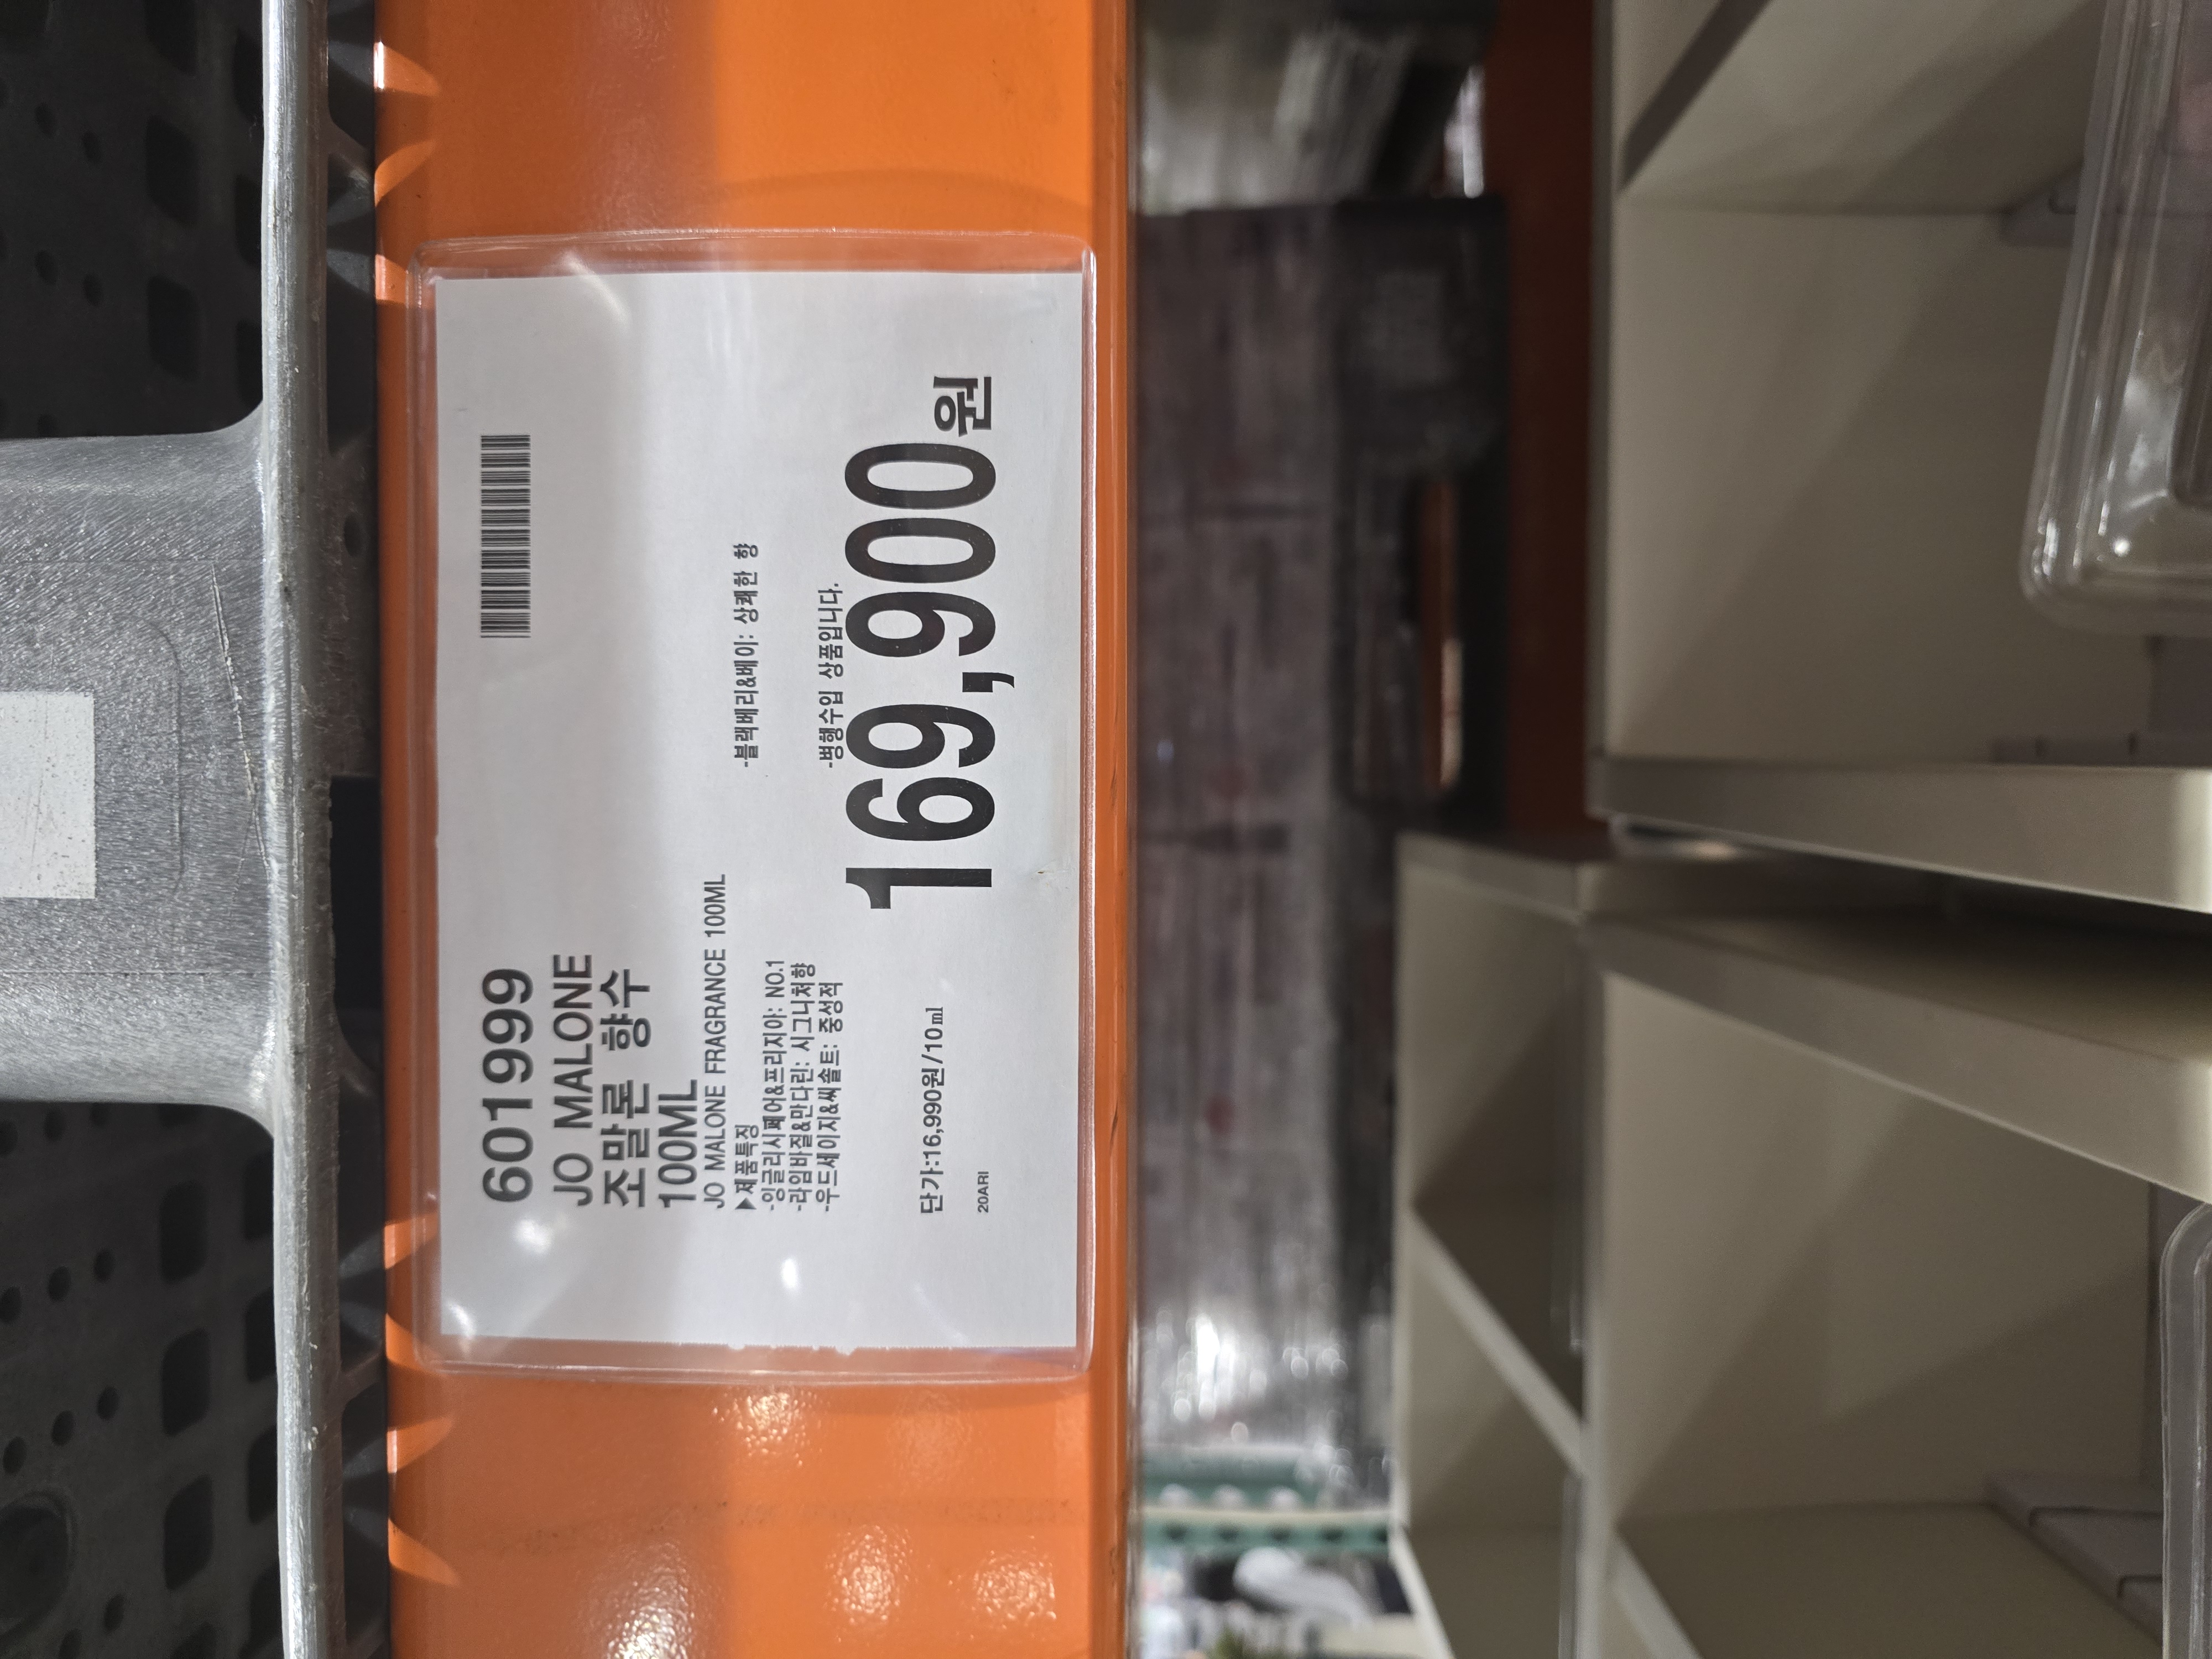 601999
JO MALONE
조말론 향수
100ML
JO MALONE FRAGRANCE 100ML
▶제품특징
-블랙베리&베이: 상쾌한 향
-잉글리시페어&프리지아: NO.1
-라임바질&만다린: 시그니처향
-우드세이지&씨솔트: 중성적
-병행수입 상품입니다.
169,900원
단가:16,990원/10㎖
20ARI